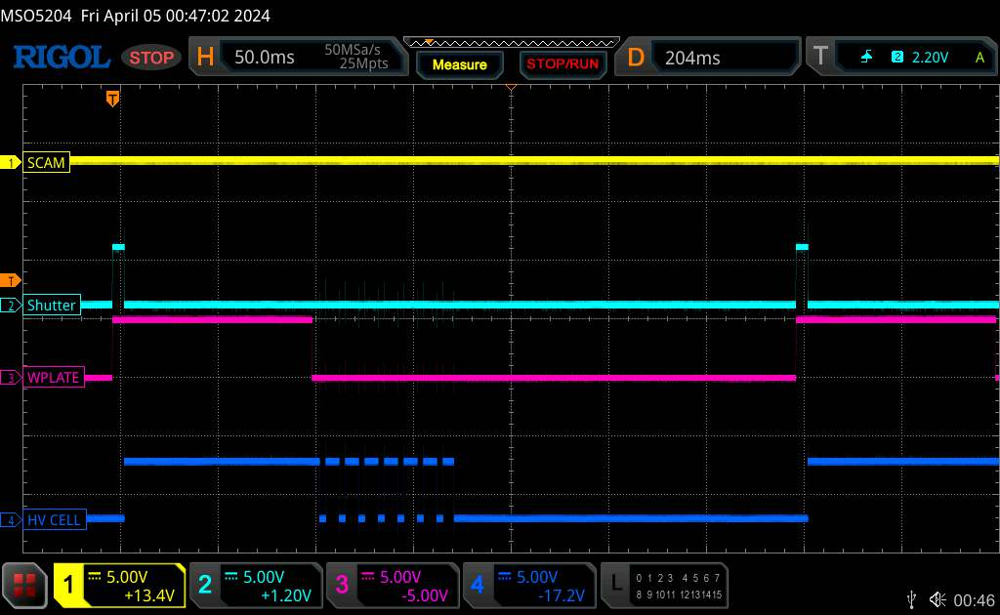 MSO5204 Fri April 05 00:47:02 2024
RIGOL STOP H 50.0ms 50MSa/s 25Mpts Measure STOP/RUN D 204ms T 2 2.20V A
T
1 SCAM
T
2 Shutter
3 WPLATE
4 HV CELL
1 5.00V +13.4V
2 5.00V +1.20V
3 5.00V -5.00V
4 5.00V -17.2V
L 0 1 2 3 4 5 6 7
8 9 10 11 12 13 14 15
00:46